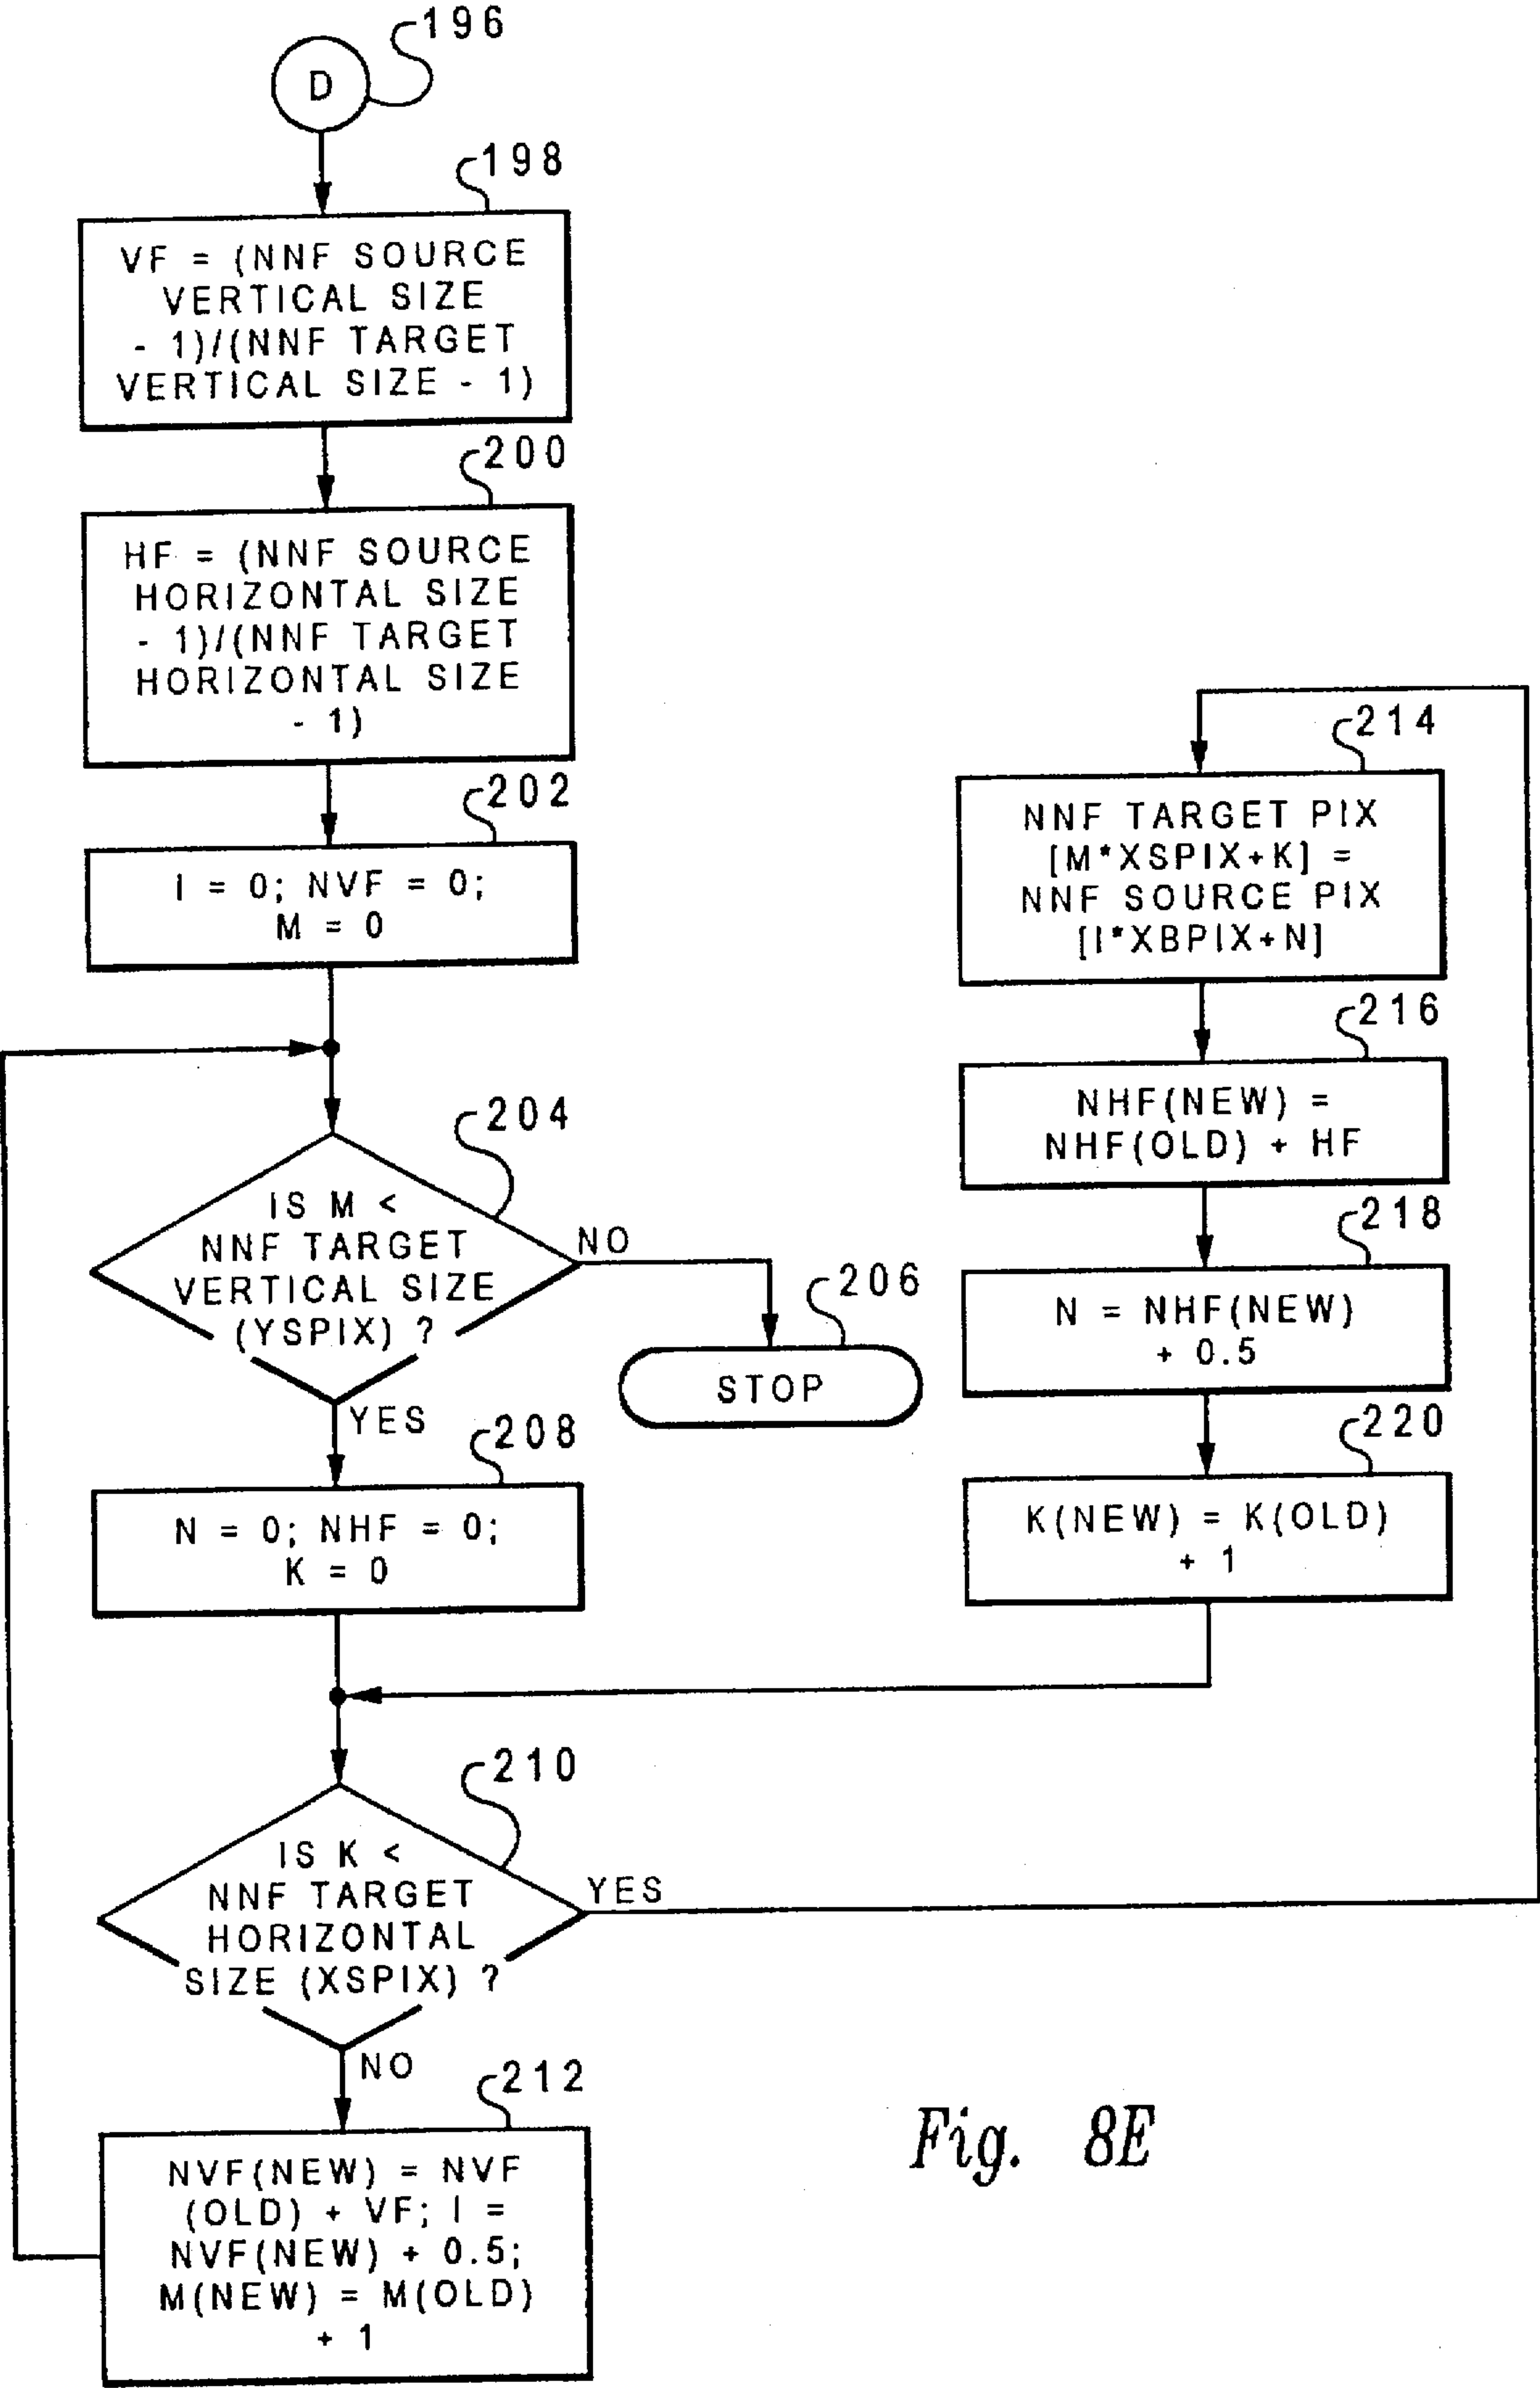 196
D
198
VF = (NNF SOURCE
VERTICAL SIZE
- 1)/(NNF TARGET
VERTICAL SIZE - 1)
200
HF = (NNF SOURCE
HORIZONTAL SIZE
- 1)/(NNF TARGET
HORIZONTAL SIZE
- 1)
202
I = 0; NVF = 0;
M = 0
204
IS M <
NNF TARGET
VERTICAL SIZE
(YSPIX) ?
NO
206
STOP
YES
208
N = 0; NHF = 0;
K = 0
210
IS K <
NNF TARGET
HORIZONTAL
SIZE (XSPIX) ?
YES
NO
212
NVF(NEW) = NVF
(OLD) + VF; I =
NVF(NEW) + 0.5;
M(NEW) = M(OLD)
+ 1
214
NNF TARGET PIX
[M*XSPIX+K] =
NNF SOURCE PIX
[I*XBPIX+N]
216
NHF(NEW) =
NHF(OLD) + HF
218
N = NHF(NEW)
+ 0.5
220
K(NEW) = K(OLD)
+ 1
Fig. 8E